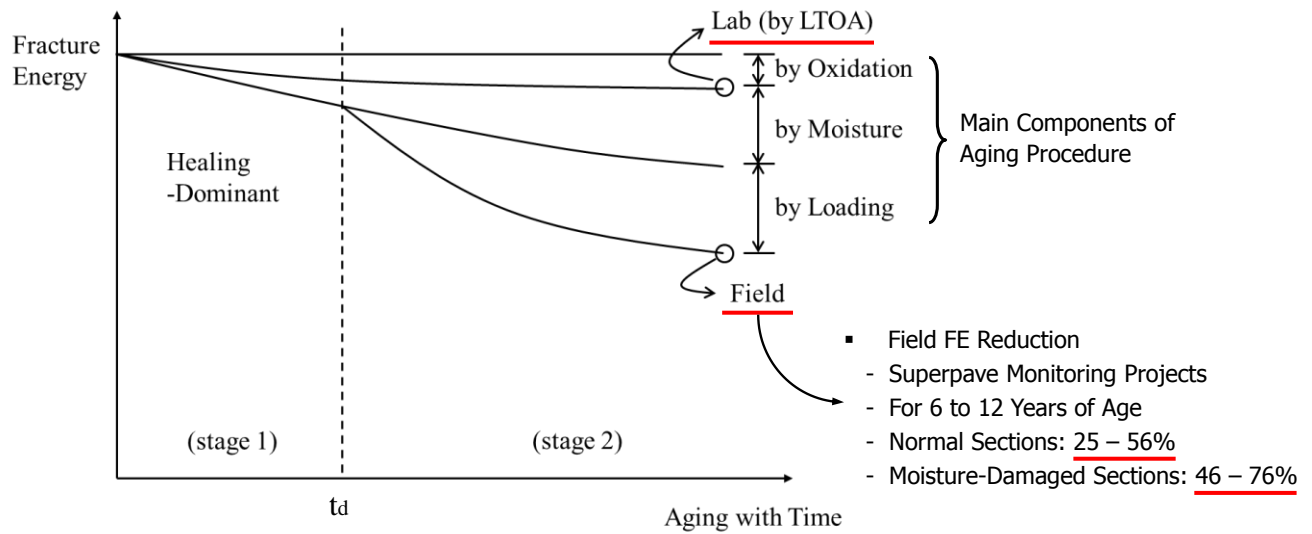 Fracture
Energy
Lab (by LTOA)
by Oxidation
by Moisture
by Loading
Main Components of
Aging Procedure
Healing
-Dominant
Field
▪ Field FE Reduction
- Superpave Monitoring Projects
- For 6 to 12 Years of Age
- Normal Sections: 25 – 56%
- Moisture-Damaged Sections: 46 – 76%
(stage 1)
(stage 2)
td
Aging with Time